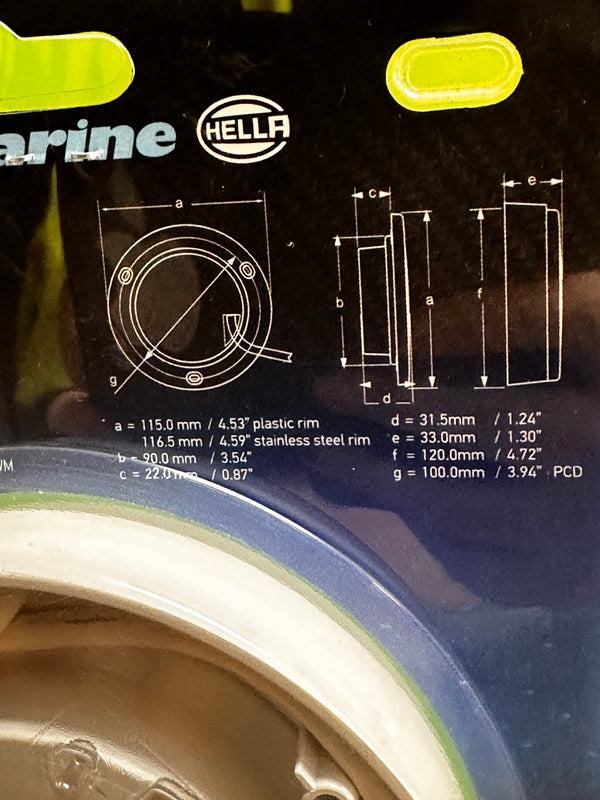 arine HELLA
a c e
b a f
g d
a = 115.0 mm / 4.53" plastic rim
116.5 mm / 4.59" stainless steel rim
b = 90.0 mm / 3.54"
c = 22.0 mm / 0.87"
d = 31.5mm / 1.24"
e = 33.0mm / 1.30"
f = 120.0mm / 4.72"
g = 100.0mm / 3.94" PCD
WM